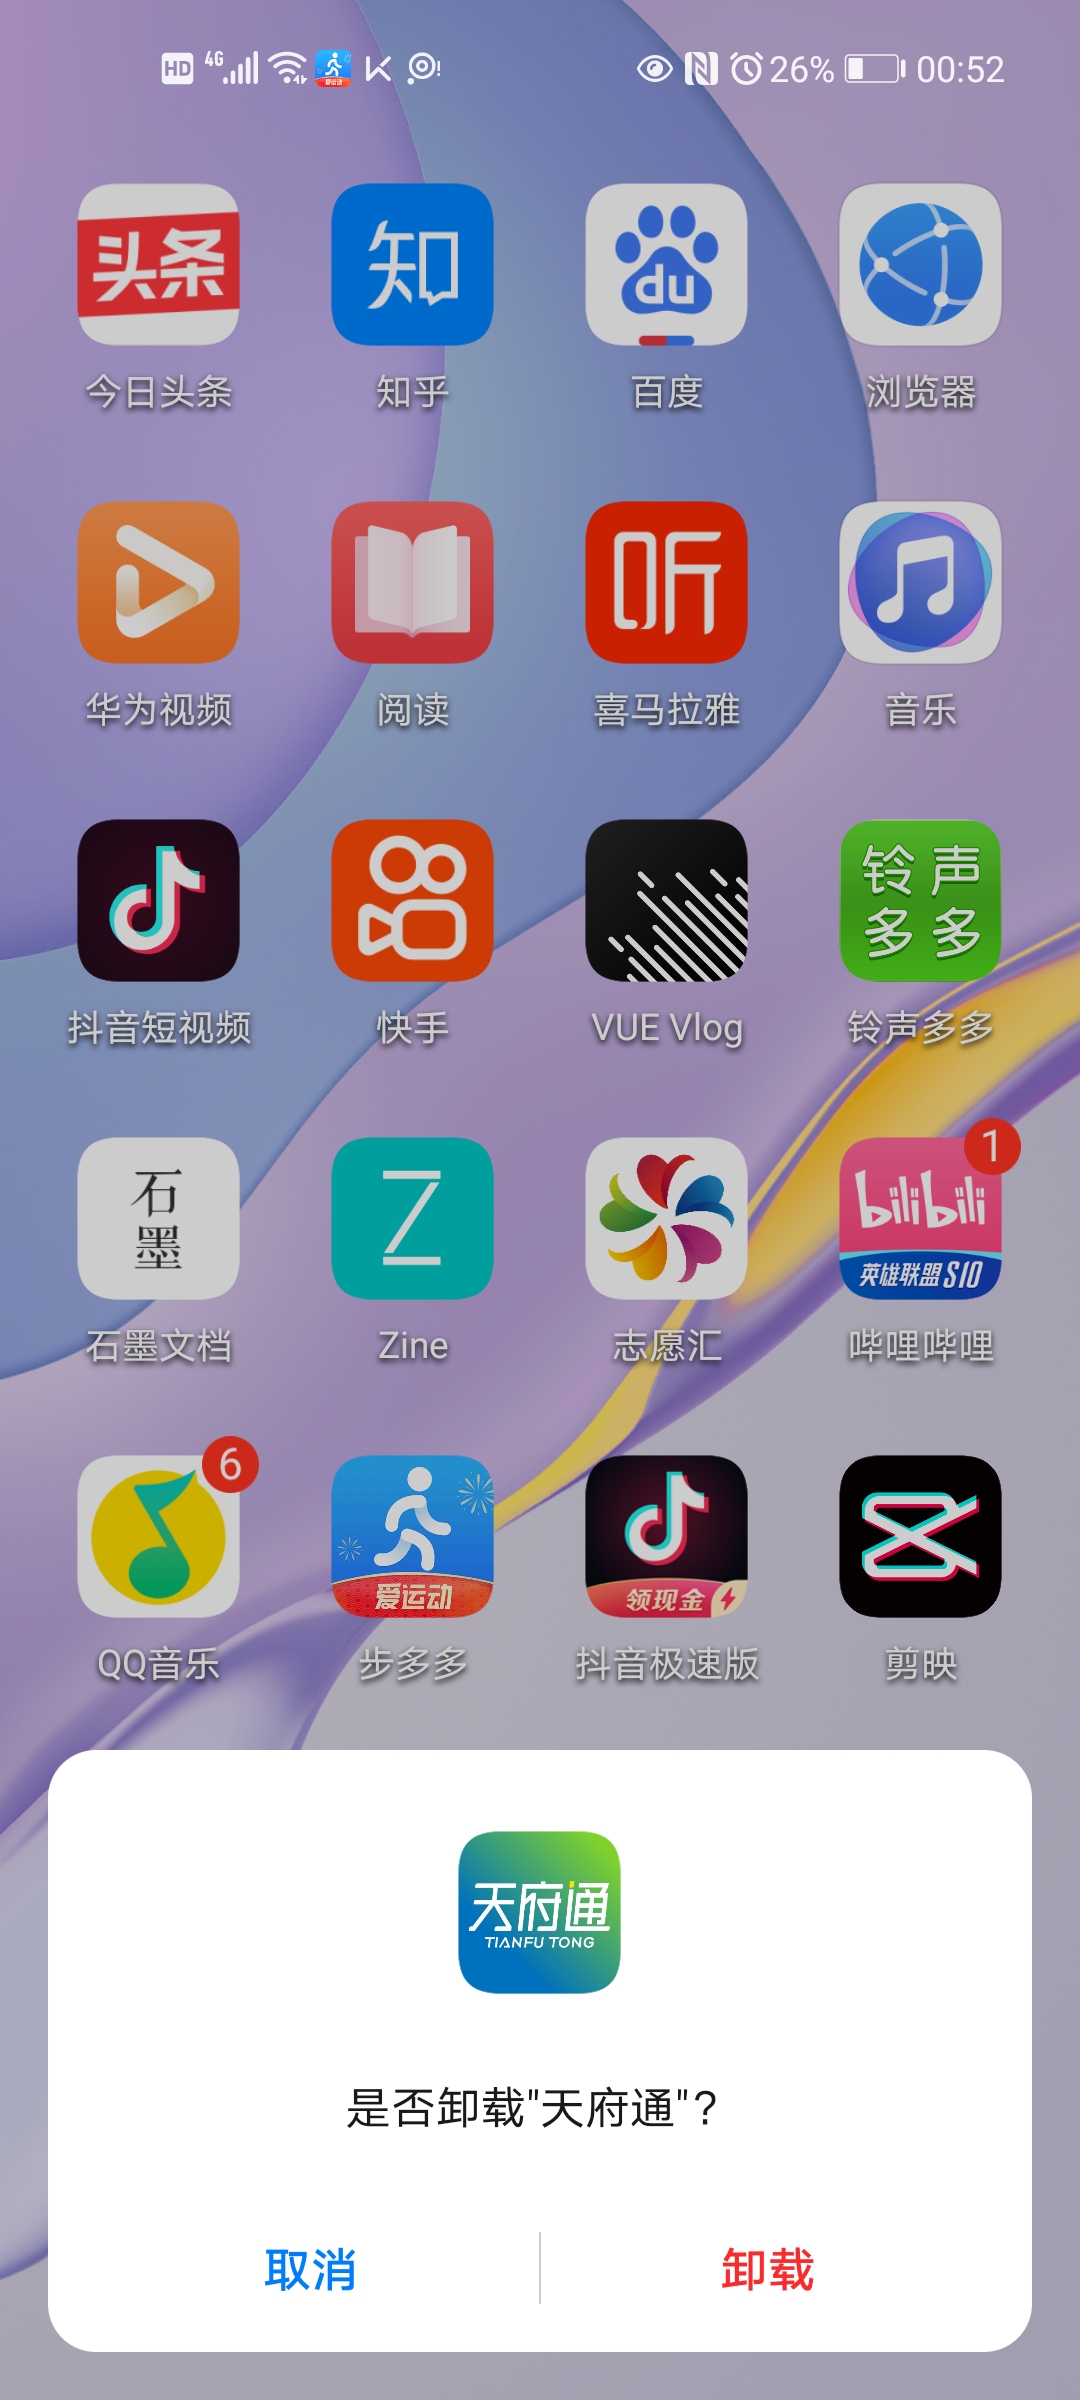 HD 4G 爱运动 26% 00:52
头条 知 du
今日头条 知乎 百度 浏览器
听
华为视频 阅读 喜马拉雅 音乐
铃声
多多
抖音短视频 快手 VUE Vlog 铃声多多
1
石 Z bilibili
墨 英雄联盟S10
石墨文档 Zine 志愿汇 哔哩哔哩
6
爱运动 领现金
QQ音乐 步多多 抖音极速版 剪映
天府通
TIANFU TONG
是否卸载"天府通"?
取消 卸载